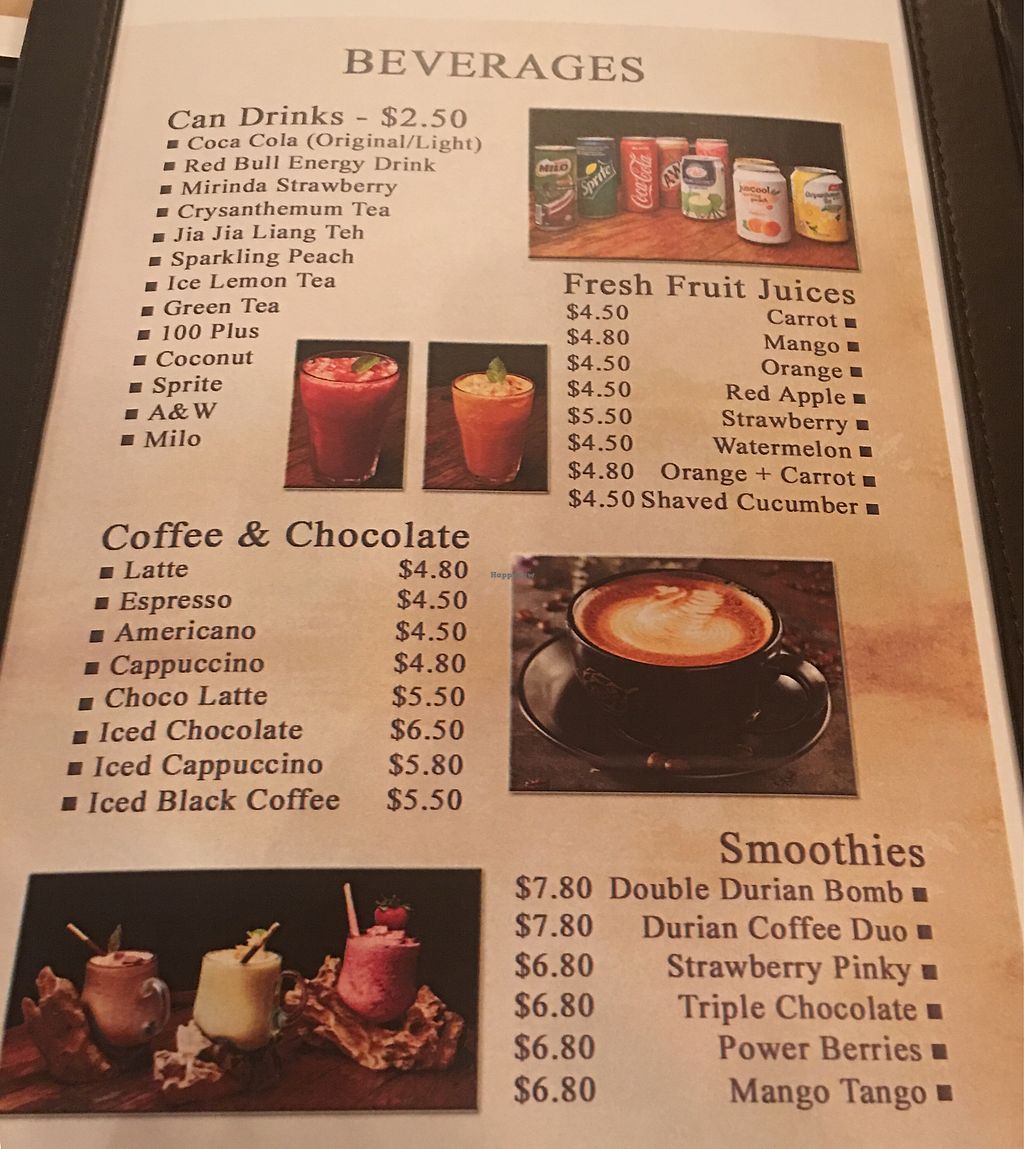 BEVERAGES
Can Drinks - $2.50
■ Coca Cola (Original/Light)
■ Red Bull Energy Drink
■ Mirinda Strawberry
■ Crysanthemum Tea
■ Jia Jia Liang Teh
■ Sparkling Peach
■ Ice Lemon Tea
■ Green Tea
■ 100 Plus
■ Coconut
■ Sprite
■ A&W
■ Milo
MILO
Sprite
Coca-Cola
A&W
Fresh Fruit Juices
$4.50 Carrot ■
$4.80 Mango ■
$4.50 Orange ■
$4.50 Red Apple ■
$5.50 Strawberry ■
$4.50 Watermelon ■
$4.80 Orange + Carrot ■
$4.50 Shaved Cucumber ■
Coffee & Chocolate
■ Latte $4.80
■ Espresso $4.50
■ Americano $4.50
■ Cappuccino $4.80
■ Choco Latte $5.50
■ Iced Chocolate $6.50
■ Iced Cappuccino $5.80
■ Iced Black Coffee $5.50
Smoothies
$7.80 Double Durian Bomb ■
$7.80 Durian Coffee Duo ■
$6.80 Strawberry Pinky ■
$6.80 Triple Chocolate ■
$6.80 Power Berries ■
$6.80 Mango Tango ■